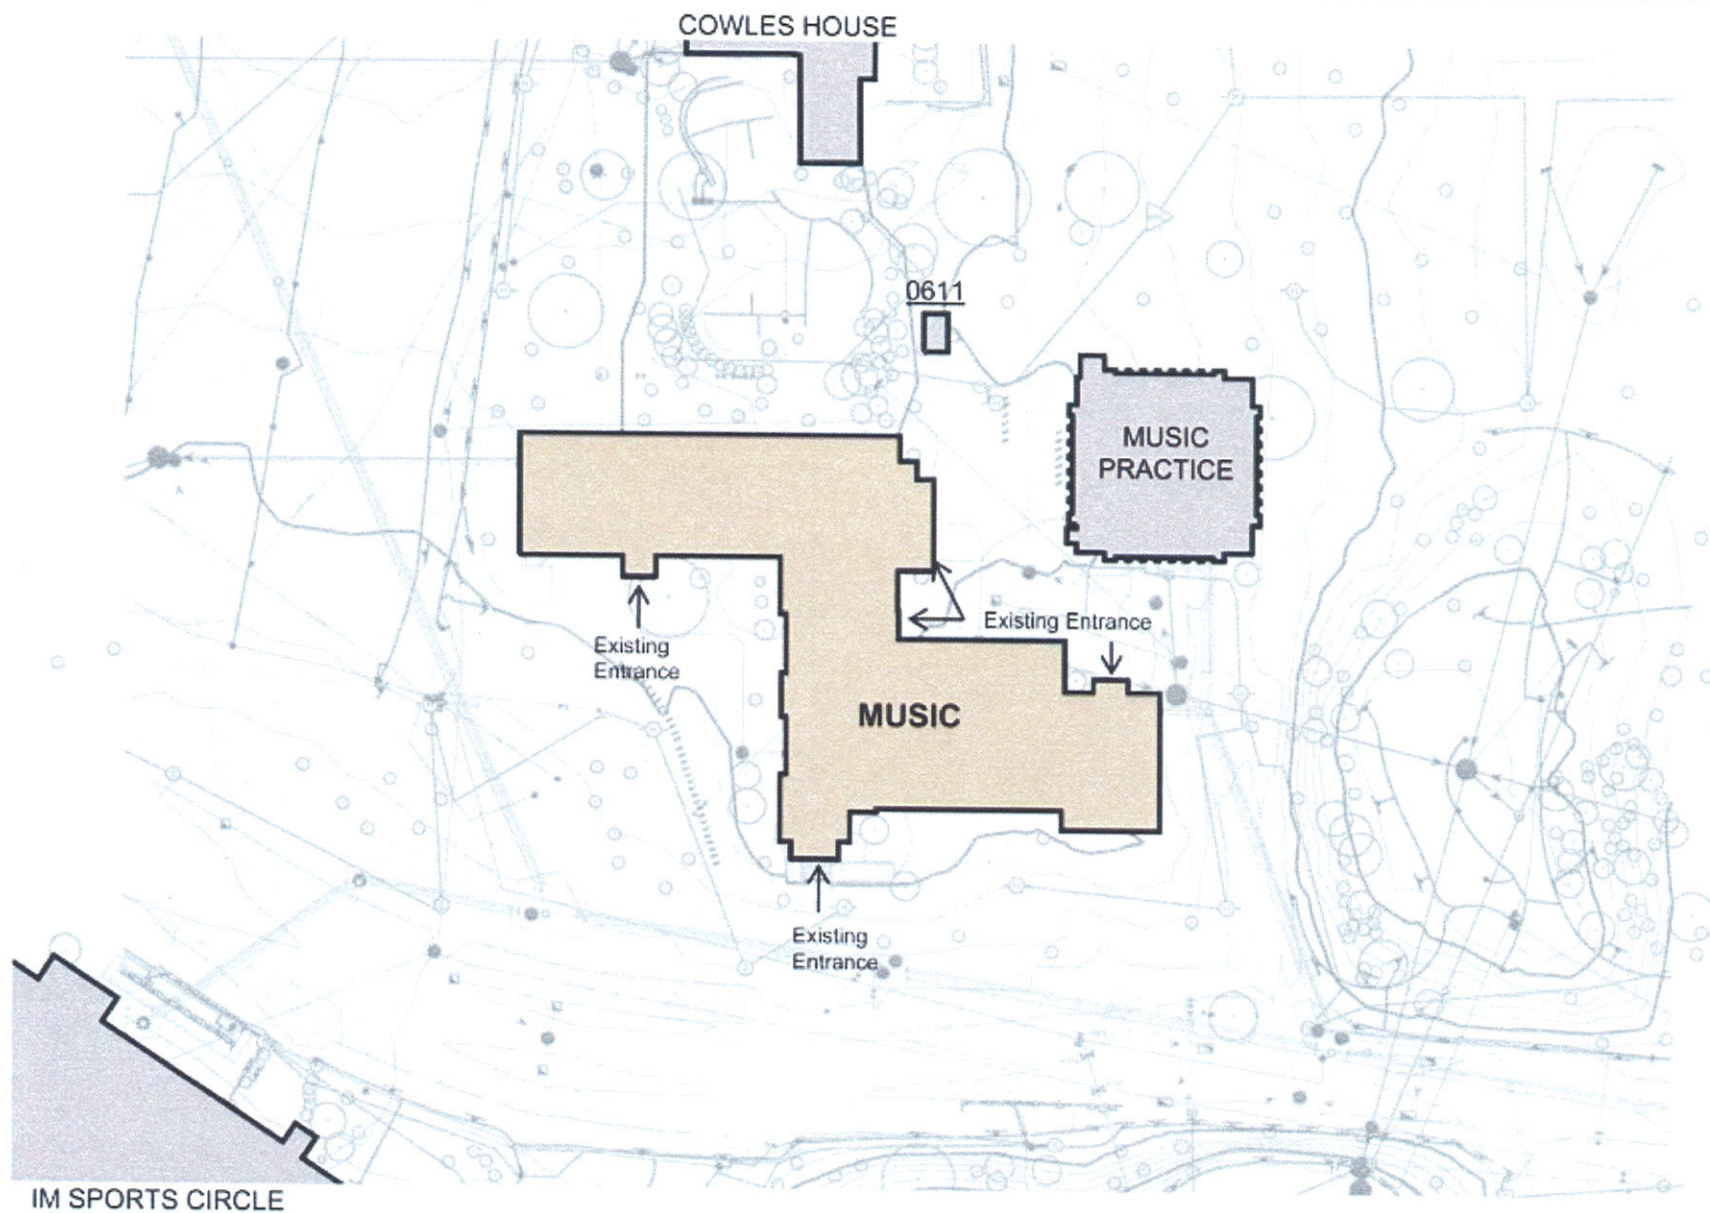 COWLES HOUSE
0611
MUSIC
PRACTICE
Existing Entrance
Existing
Entrance
MUSIC
Existing
Entrance
IM SPORTS CIRCLE